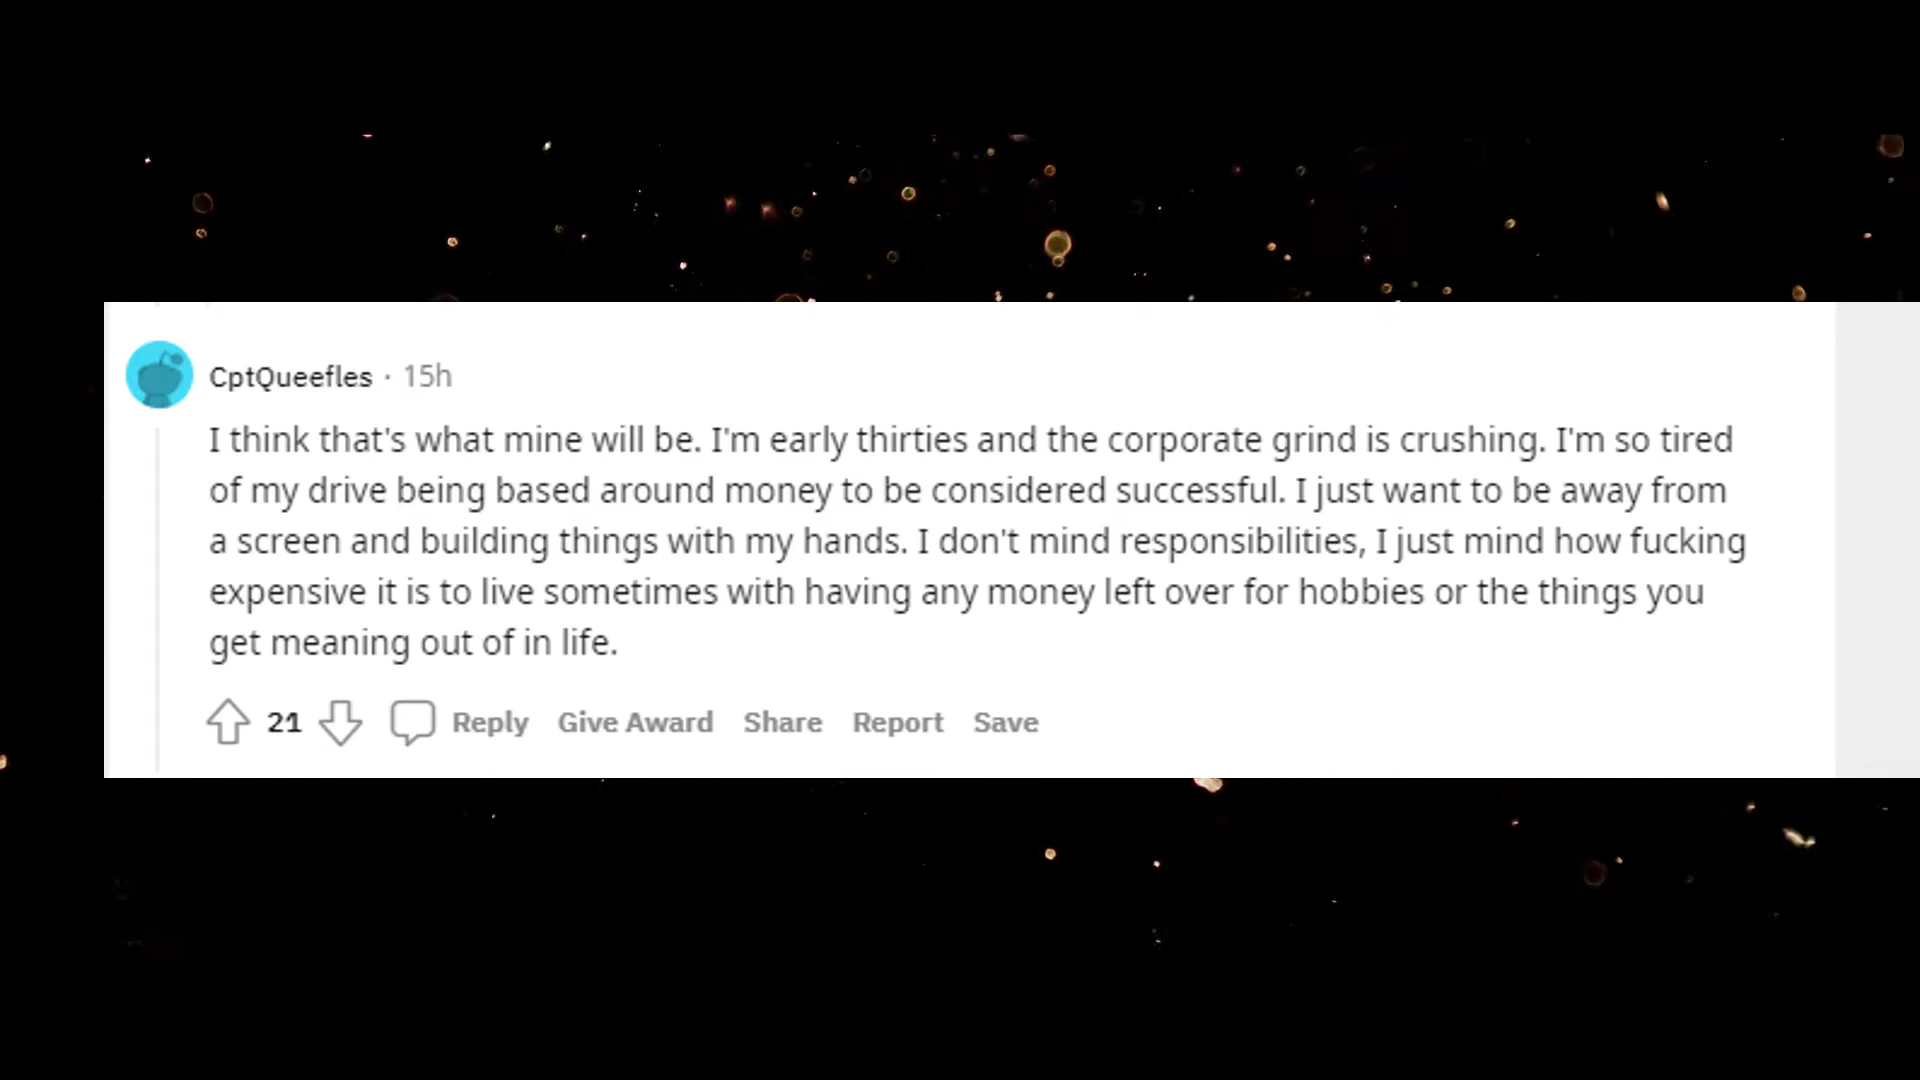 CptQueefles · 15h
I think that's what mine will be. I'm early thirties and the corporate grind is crushing. I'm so tired
of my drive being based around money to be considered successful. I just want to be away from
a screen and building things with my hands. I don't mind responsibilities, I just mind how fucking
expensive it is to live sometimes with having any money left over for hobbies or the things you
get meaning out of in life.
21 Reply Give Award Share Report Save